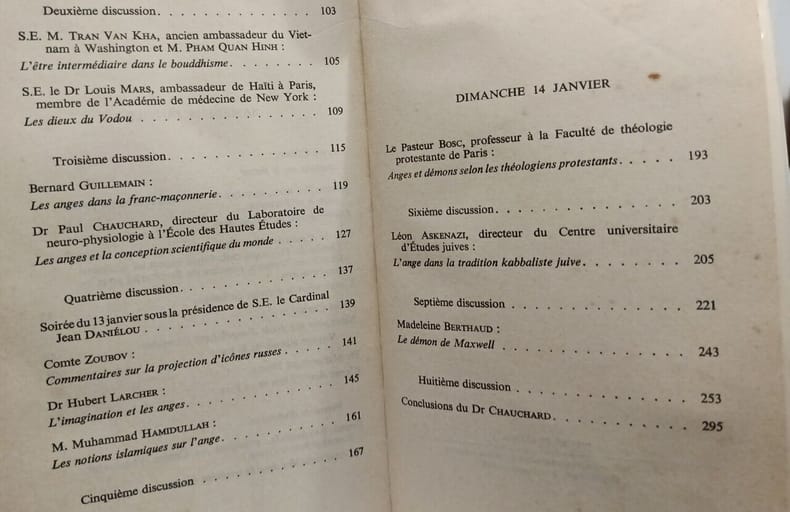 Deuxième discussion. . . . . . . . . . . . . 103
S.E. M. TRAN VAN KHA, ancien ambassadeur du Viet-
nam à Washington et M. PHAM QUAN HINH :
L'être intermédiaire dans le bouddhisme. . . . . . . . 105
S.E. le Dr Louis MARS, ambassadeur de Haïti à Paris,
membre de l'Académie de médecine de New York :
Les dieux du Vodou . . . . . . . . . . . . . . . 109
Troisième discussion. . . . . . . . . . . . . 115
Bernard GUILLEMAIN :
Les anges dans la franc-maçonnerie. . . . . . . . . 119
Dr Paul CHAUCHARD, directeur du Laboratoire de
neuro-physiologie à l'École des Hautes Études :
Les anges et la conception scientifique du monde . . . . . 127
Quatrième discussion. . . . . . . . . . . . . 137
Soirée du 13 janvier sous la présidence de S.E. le Cardinal
Jean DANIÉLOU . . . . . . . . . . . . . . . 139
Comte ZOUBOV :
Commentaires sur la projection d'icônes russes . . . . . 141
Dr Hubert LARCHER :
L'imagination et les anges. . . . . . . . . . . . . 145
M. Muhammad HAMIDULLAH :
Les notions islamiques sur l'ange. . . . . . . . . . 161
Cinquième discussion . . . . . . . . . . . . 167
DIMANCHE 14 JANVIER
Le Pasteur BOSC, professeur à la Faculté de théologie
protestante de Paris :
Anges et démons selon les théologiens protestants. . . . . 193
Sixième discussion. . . . . . . . . . . . . . 203
Léon ASKENAZI, directeur du Centre universitaire
d'Études juives :
L'ange dans la tradition kabbaliste juive. . . . . . . . 205
Septième discussion . . . . . . . . . . . . . 221
Madeleine BERTHAUD :
Le démon de Maxwell . . . . . . . . . . . . . . 243
Huitième discussion . . . . . . . . . . . . . 253
Conclusions du Dr CHAUCHARD. . . . . . . . . . . 295